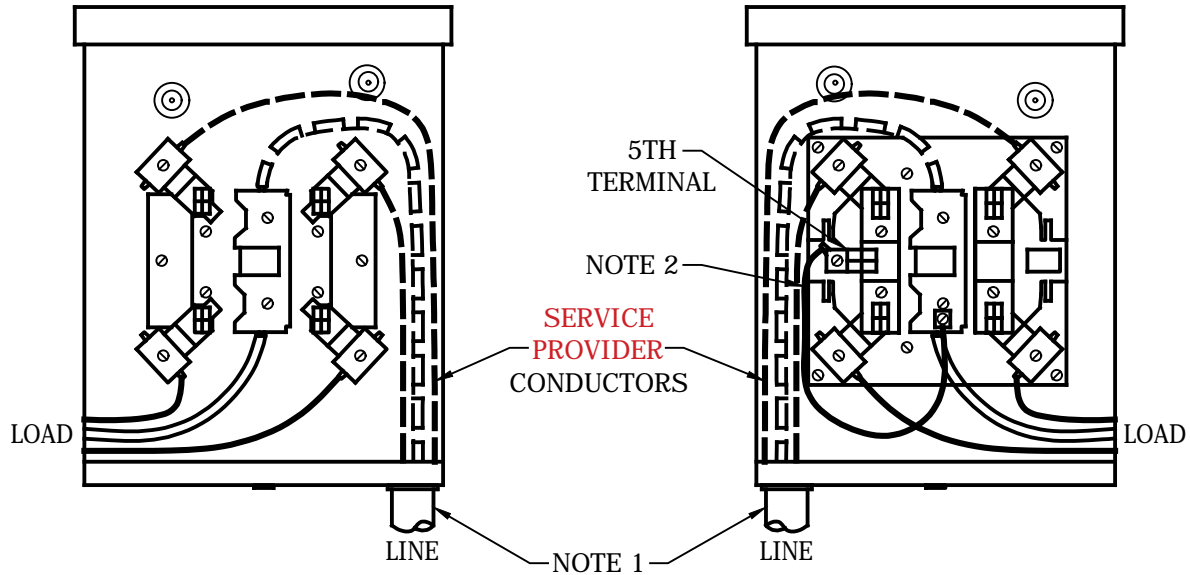 5TH
TERMINAL
NOTE 2
SERVICE
PROVIDER
CONDUCTORS
LOAD
LOAD
LINE
NOTE 1
LINE